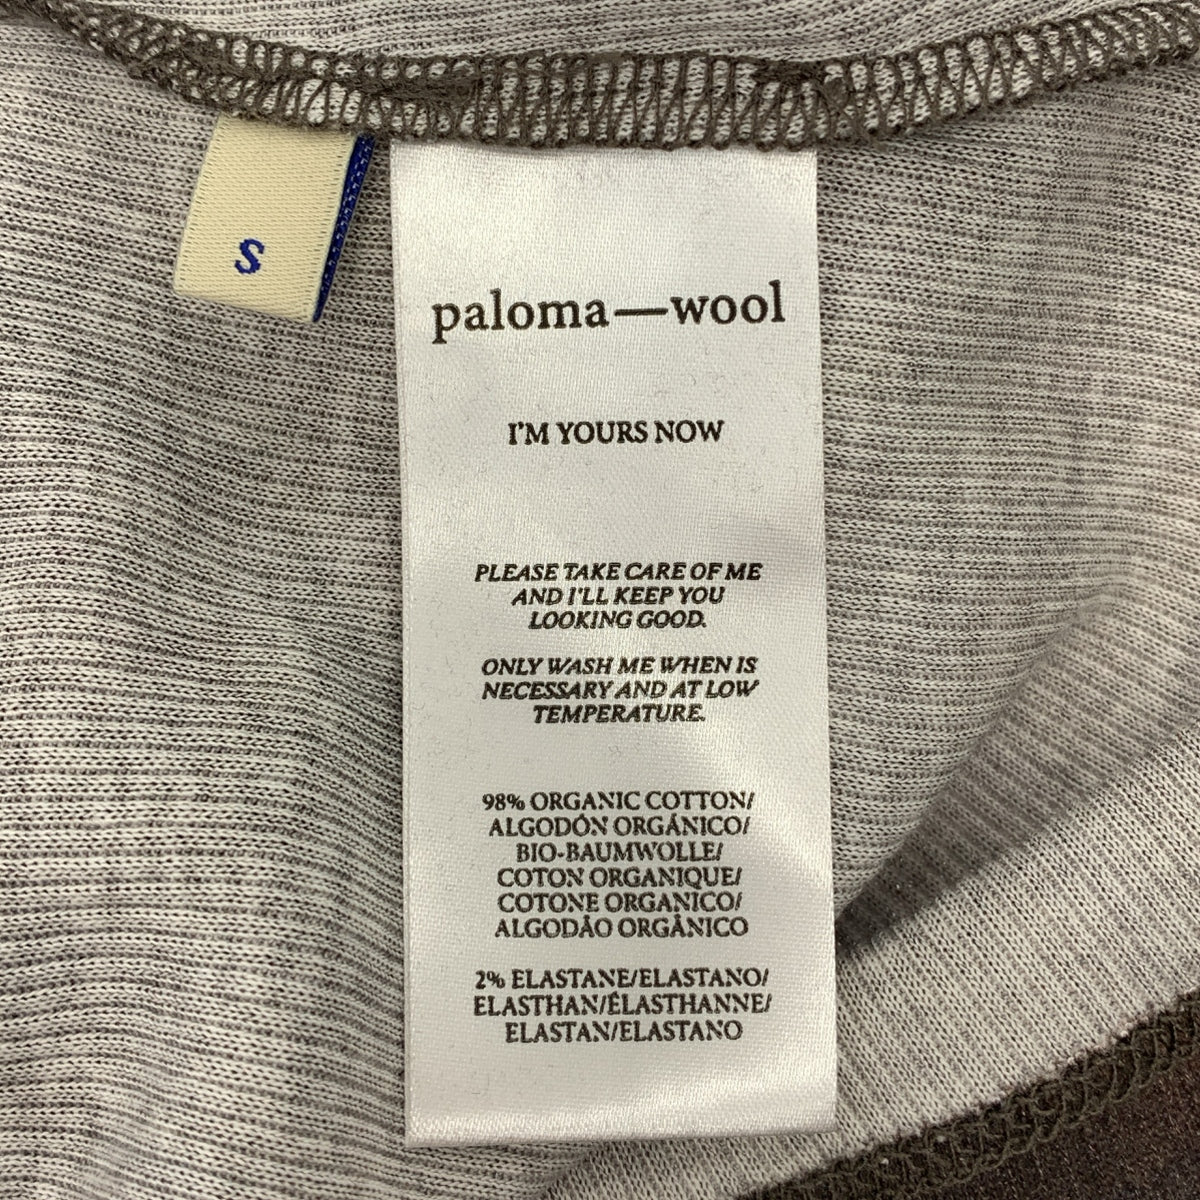 S
paloma—wool
I'M YOURS NOW
PLEASE TAKE CARE OF ME
AND I'LL KEEP YOU
LOOKING GOOD.
ONLY WASH ME WHEN IS
NECESSARY AND AT LOW
TEMPERATURE.
98% ORGANIC COTTON/
ALGODÓN ORGÁNICO/
BIO-BAUMWOLLE/
COTON ORGANIQUE/
COTONE ORGANICO/
ALGODÃO ORGÂNICO
2% ELASTANE/ELASTANO/
ELASTHAN/ÉLASTHANNE/
ELASTAN/ELASTANO